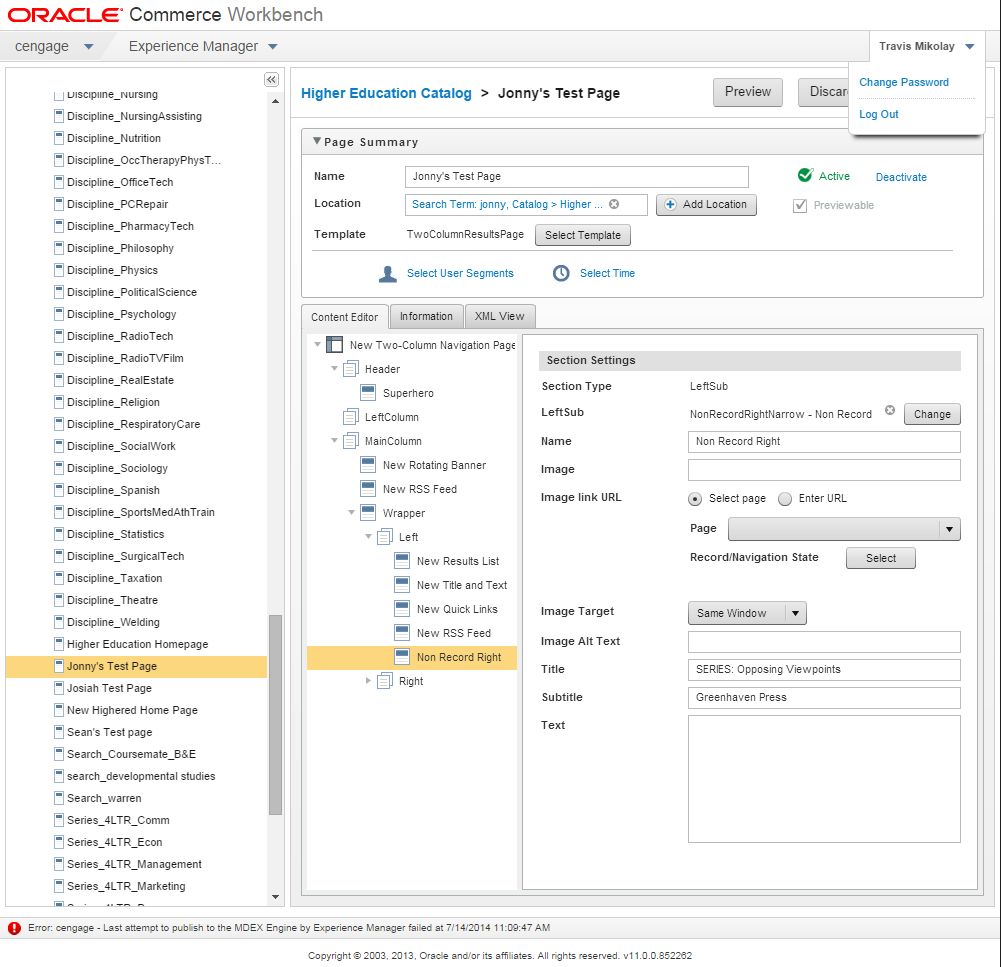 ORACLE Commerce Workbench
cengage Experience Manager Travis Mikolay
Change Password
Log Out
Discipline_Nursing
Discipline_NursingAssisting
Discipline_Nutrition
Discipline_OccTherapyPhysT...
Discipline_OfficeTech
Discipline_PCRepair
Discipline_PharmacyTech
Discipline_Philosophy
Discipline_Physics
Discipline_PoliticalScience
Discipline_Psychology
Discipline_RadioTech
Discipline_RadioTVFilm
Discipline_RealEstate
Discipline_Religion
Discipline_RespiratoryCare
Discipline_SocialWork
Discipline_Sociology
Discipline_Spanish
Discipline_SportsMedAthTrain
Discipline_Statistics
Discipline_SurgicalTech
Discipline_Taxation
Discipline_Theatre
Discipline_Welding
Higher Education Homepage
Jonny's Test Page
Josiah Test Page
New Highered Home Page
Sean's Test page
Search_Coursemate_B&E
search_developmental studies
Search_warren
Series_4LTR_Comm
Series_4LTR_Econ
Series_4LTR_Management
Series_4LTR_Marketing
Higher Education Catalog > Jonny's Test Page Preview Discar
Page Summary
Name Jonny's Test Page Active Deactivate
Location Search Term: jonny, Catalog > Higher ... Add Location Previewable
Template TwoColumnResultsPage Select Template
Select User Segments Select Time
Content Editor Information XML View
New Two-Column Navigation Page
Header
Superhero
LeftColumn
MainColumn
New Rotating Banner
New RSS Feed
Wrapper
Left
New Results List
New Title and Text
New Quick Links
New RSS Feed
Non Record Right
Right
Section Settings
Section Type LeftSub
LeftSub NonRecordRightNarrow - Non Record Change
Name Non Record Right
Image
Image link URL Select page Enter URL
Page
Record/Navigation State Select
Image Target Same Window
Image Alt Text
Title SERIES: Opposing Viewpoints
Subtitle Greenhaven Press
Text
Error: cengage - Last attempt to publish to the MDEX Engine by Experience Manager failed at 7/14/2014 11:09:47 AM
Copyright © 2003, 2013, Oracle and/or its affiliates. All rights reserved. v11.0.0.852262